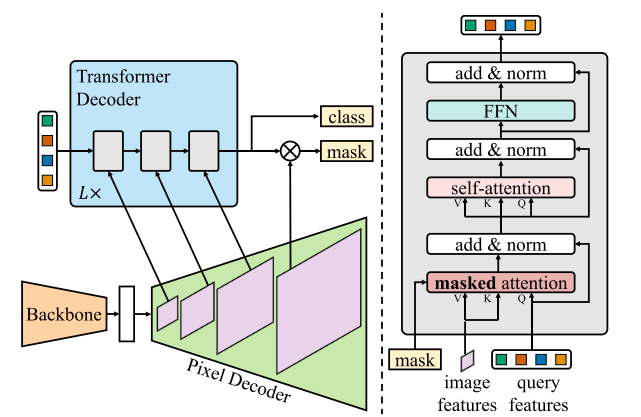 Transformer
Decoder
L×
class
mask
Backbone
Pixel Decoder
add & norm
FFN
add & norm
self-attention
V K Q
add & norm
masked attention
V K Q
mask
image
features
query
features